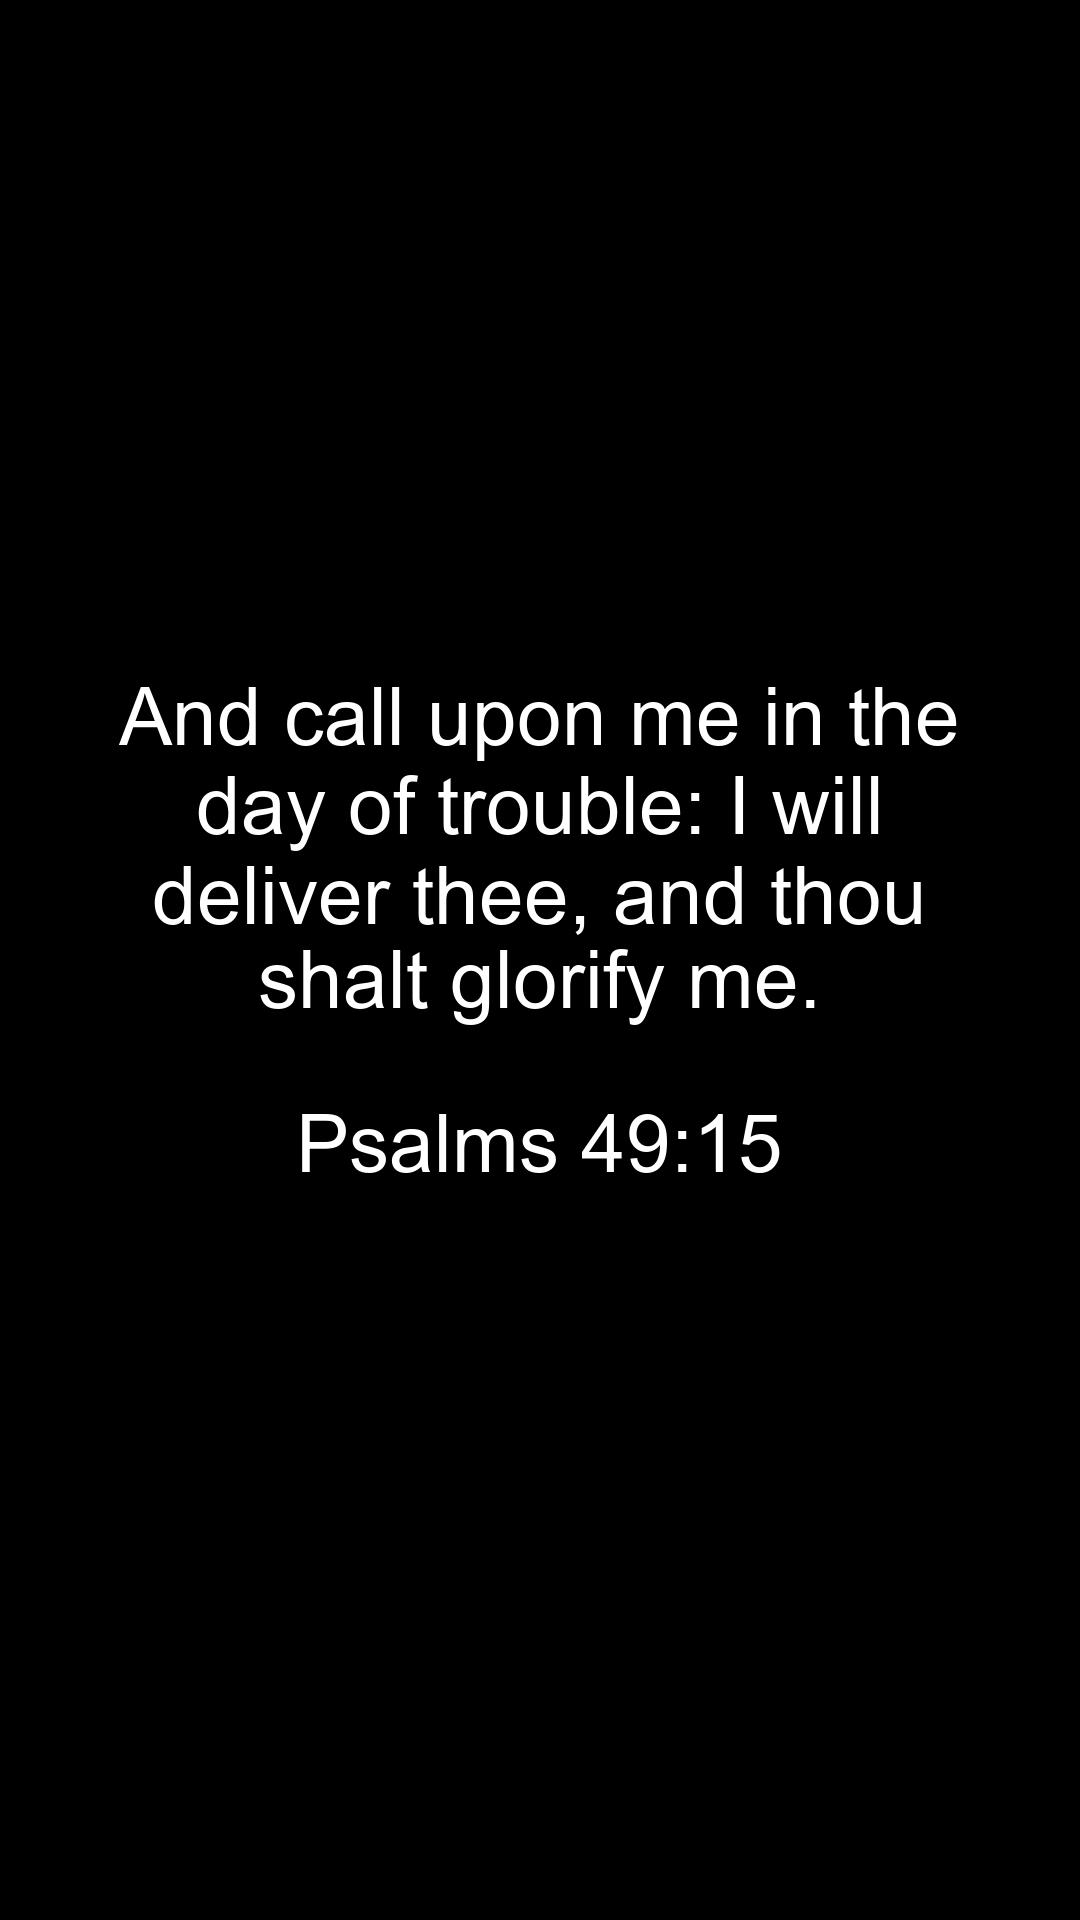 And call upon me in the
day of trouble: I will
deliver thee, and thou
shalt glorify me.
Psalms 49:15